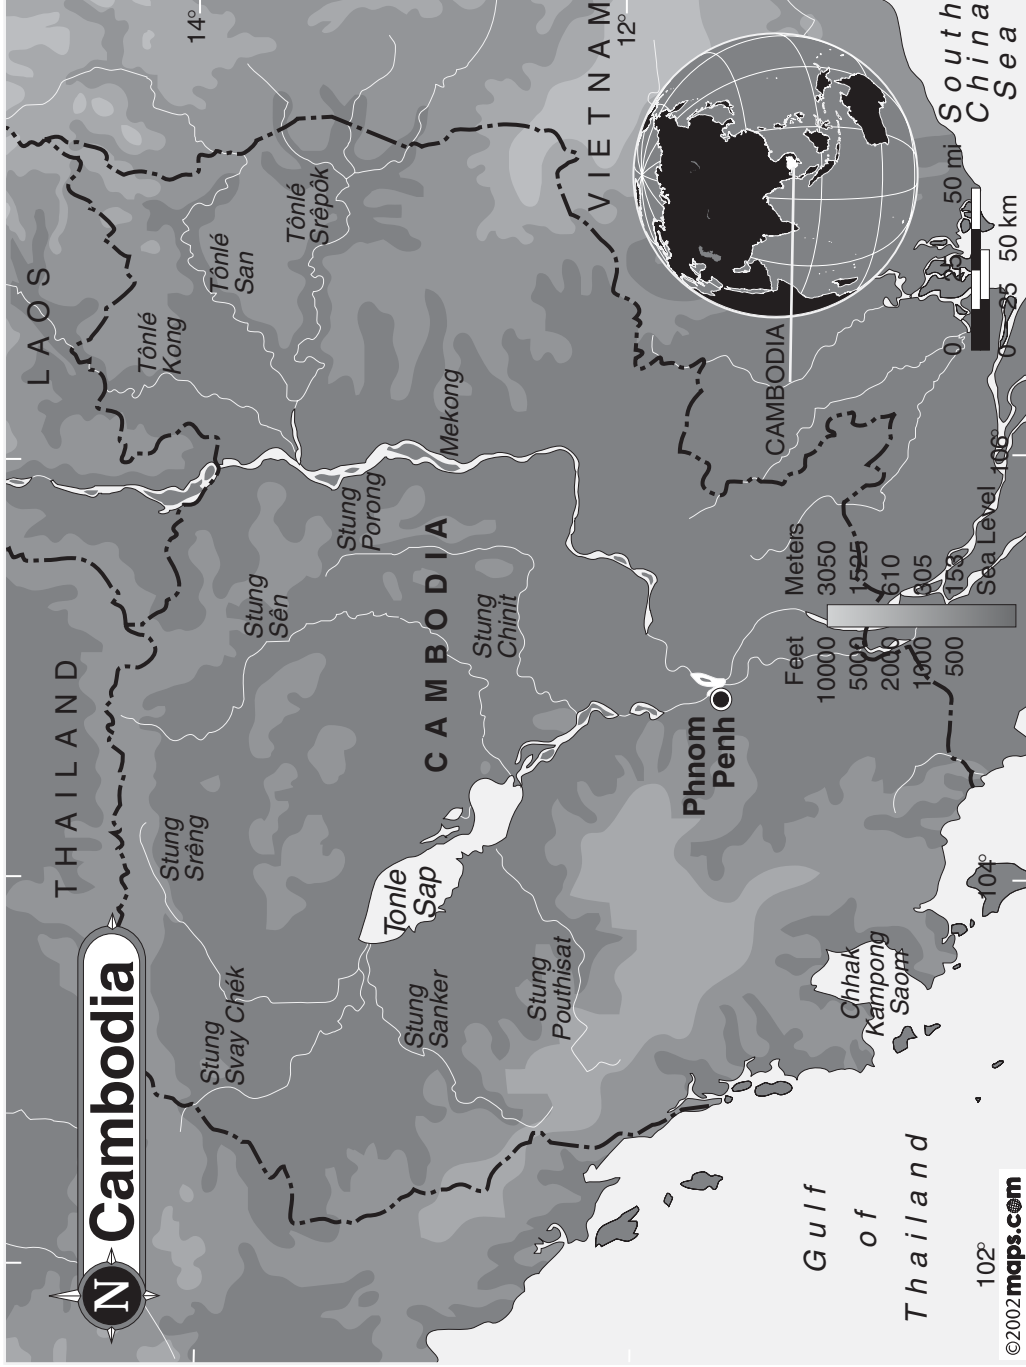 N
Cambodia
THAILAND
LAOS
14°
Tônlé
Kong
Tônlé
San
Tônlé
Srêpôk
Stung
Srêng
Stung
Svay Chék
Stung
Sên
Stung
Porong
Mekong
CAMBODIA
Stung
Chinit
Tonle
Sap
Stung
Sanker
Stung
Pouthisat
VIETNAM
12°
Phnom
Penh
CAMBODIA
Chhak
Kampong
Saom
Gulf
of
Thailand
Feet
Meters
10000
3050
5000
1525
2000
610
1000
305
500
153
Sea Level
0
25
50 mi
0
25
50 km
South
China
Sea
102°
104°
106°
©2002 maps.com